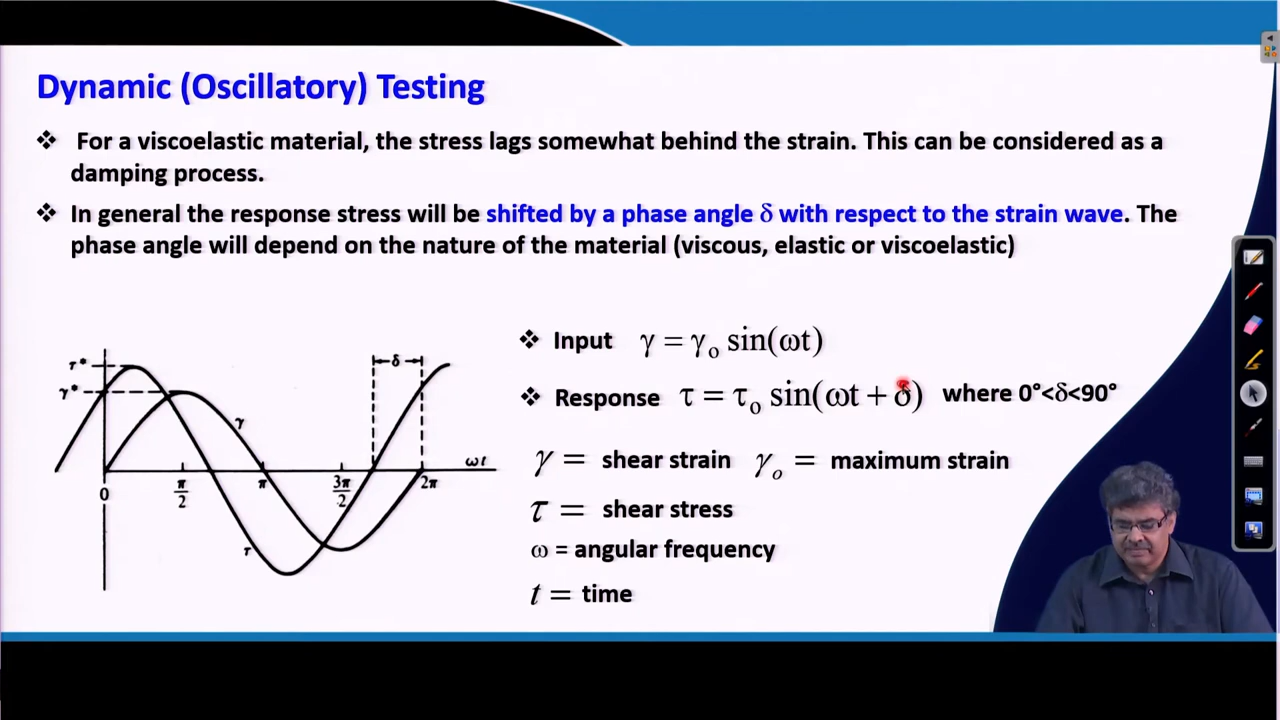 Dynamic (Oscillatory) Testing
❖ For a viscoelastic material, the stress lags somewhat behind the strain. This can be considered as a
damping process.
❖ In general the response stress will be shifted by a phase angle δ with respect to the strain wave. The
phase angle will depend on the nature of the material (viscous, elastic or viscoelastic)
❖ Input γ = γo sin(ωt)
❖ Response τ = τo sin(ωt + δ) where 0°<δ<90°
γ = shear strain γo = maximum strain
τ = shear stress
ω = angular frequency
t = time
τ*
γ*
δ
γ
τ
ωt
0
π/2
π
3π/2
2π